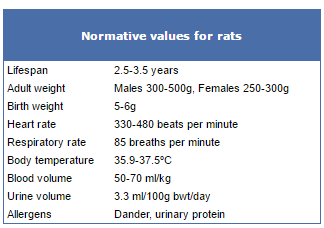 Normative values for rats
Lifespan 2.5-3.5 years
Adult weight Males 300-500g, Females 250-300g
Birth weight 5-6g
Heart rate 330-480 beats per minute
Respiratory rate 85 breaths per minute
Body temperature 35.9-37.5°C
Blood volume 50-70 ml/kg
Urine volume 3.3 ml/100g bwt/day
Allergens Dander, urinary protein